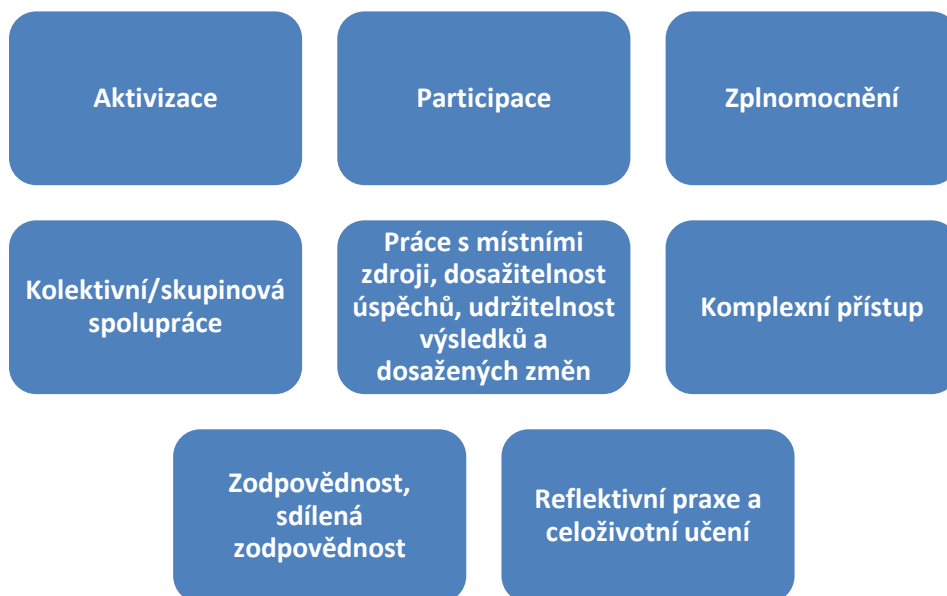 Aktivizace
Participace
Zplnomocnění
Kolektivní/skupinová
spolupráce
Práce s místními
zdroji, dosažitelnost
úspěchů, udržitelnost
výsledků a
dosažených změn
Komplexní přístup
Zodpovědnost,
sdílená
zodpovědnost
Reflektivní praxe a
celoživotní učení